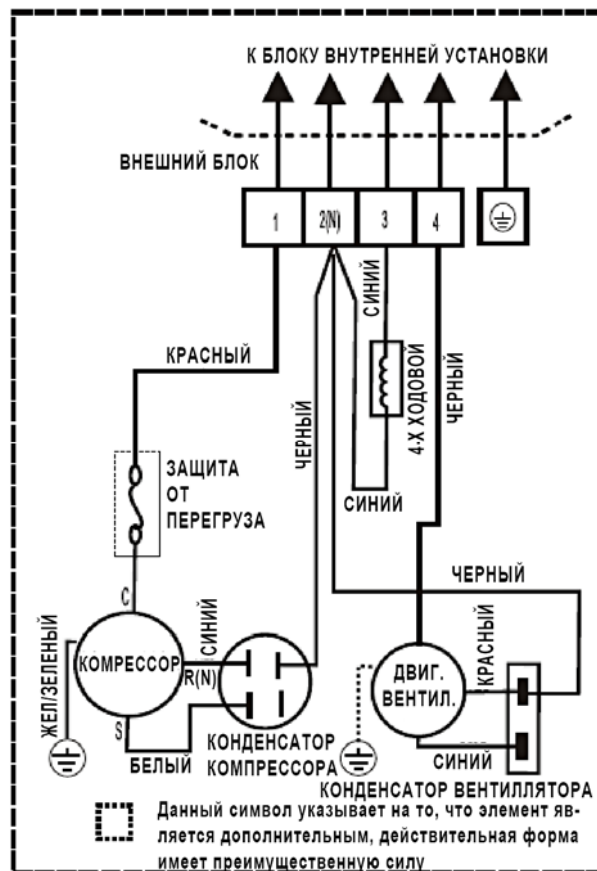 К БЛОКУ ВНУТРЕННЕЙ УСТАНОВКИ
ВНЕШНИЙ БЛОК
1
2(N)
3
4
КРАСНЫЙ
СИНИЙ
4-Х ХОДОВОЙ
ЧЕРНЫЙ
ЧЕРНЫЙ
СИНИЙ
ЗАЩИТА
ОТ
ПЕРЕГРУЗА
ЧЕРНЫЙ
C
ЖЕЛ/ЗЕЛЕНЫЙ
КОМРЕССОР
СИНИЙ
R(N)
S
БЕЛЫЙ
КОНДЕНСАТОР
КОМПРЕССОРА
ДВИГ.
ВЕНТИЛ.
КРАСНЫЙ
СИНИЙ
КОНДЕНСАТОР ВЕНТИЛЛЯТОРА
Данный символ указывает на то, что элемент яв-
ляется дополнительным, действительная форма
имеет преимущественную силу